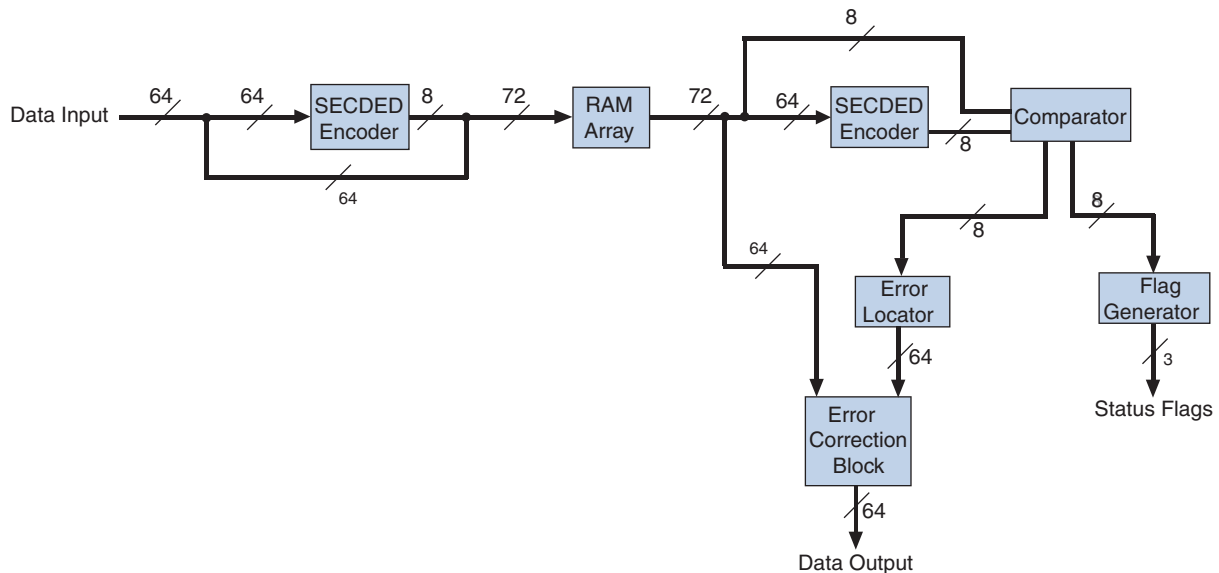 8
64
64
SECDED
Encoder
8
72
RAM
Array
72
64
SECDED
Encoder
8
Comparator
Data Input
64
8
8
64
Error
Locator
Flag
Generator
64
3
Error
Correction
Block
Status Flags
64
Data Output